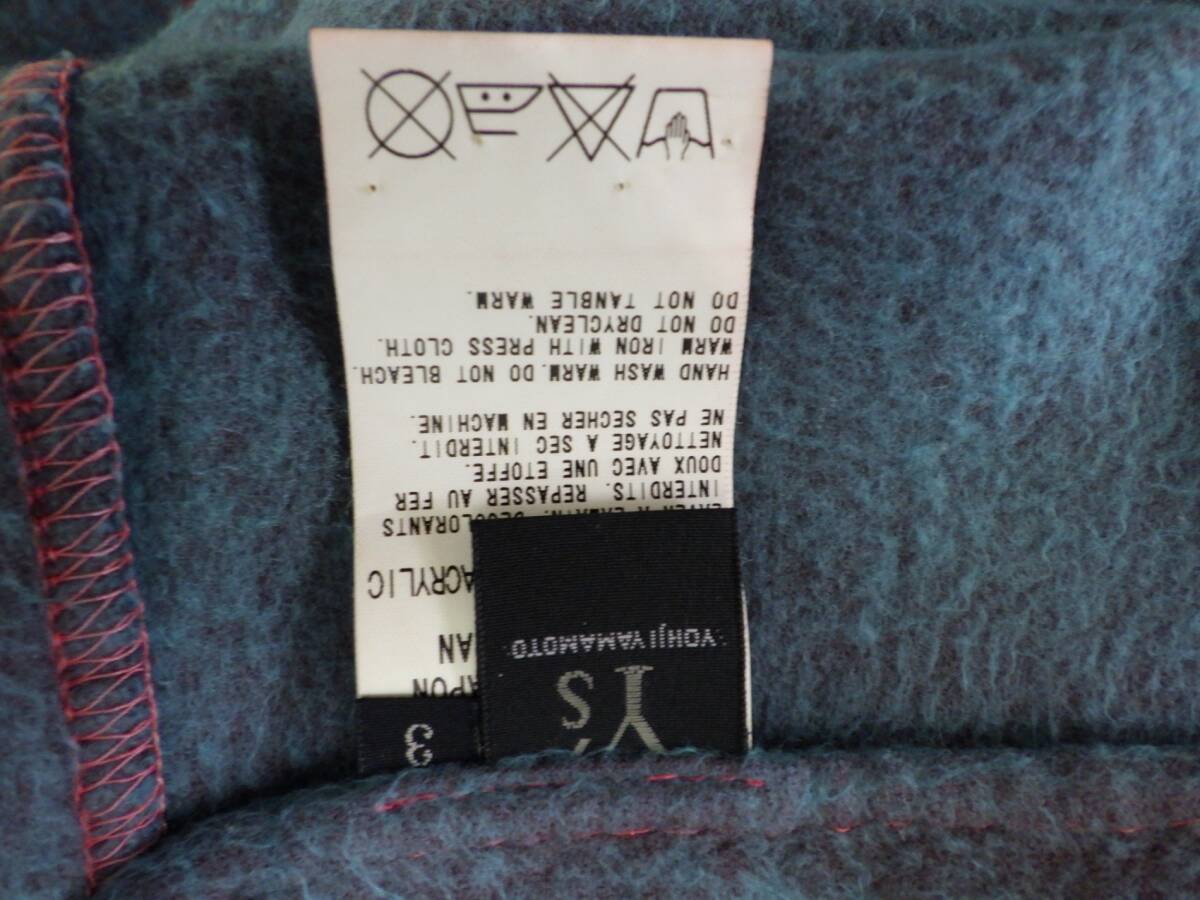 Y's
YOHJI YAMAMOTO
3
ACRYLIC
INTERDITS. REPASSER AU FER
DOUX AVEC UNE ETOFFE.
NETTOYAGE A SEC INTERDIT.
NE PAS SECHER EN MACHINE.
HAND WASH WARM. DO NOT BLEACH.
WARM IRON WITH PRESS CLOTH.
DO NOT DRYCLEAN.
DO NOT TANBLE WARM.